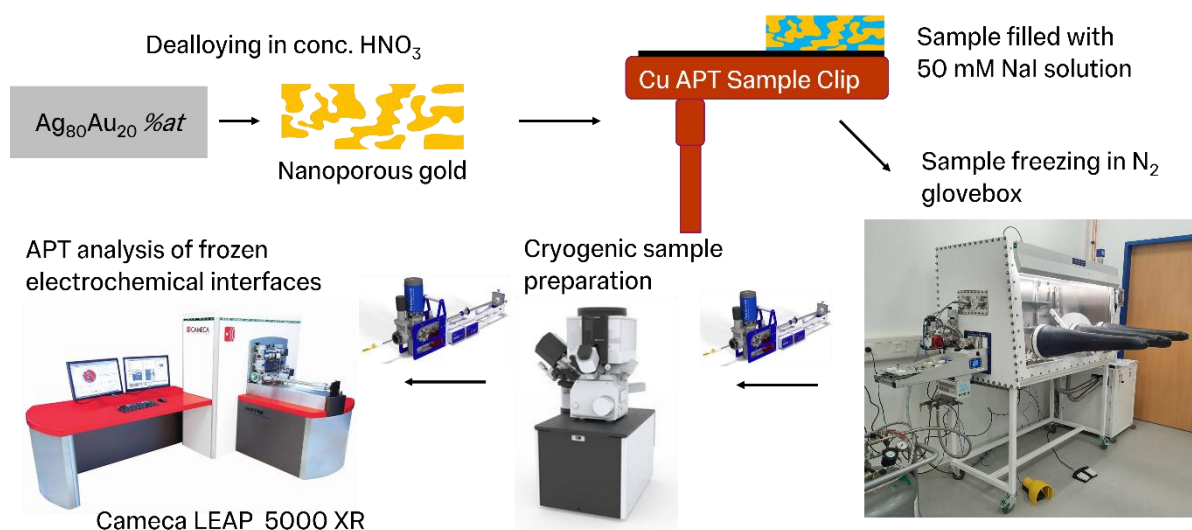 Dealloying in conc. HNO₃
Ag₈₀Au₂₀ %at
Nanoporous gold
Cu APT Sample Clip
Sample filled with
50 mM NaI solution
Sample freezing in N₂
glovebox
Cryogenic sample
preparation
APT analysis of frozen
electrochemical interfaces
CAMECA
Cameca LEAP 5000 XR